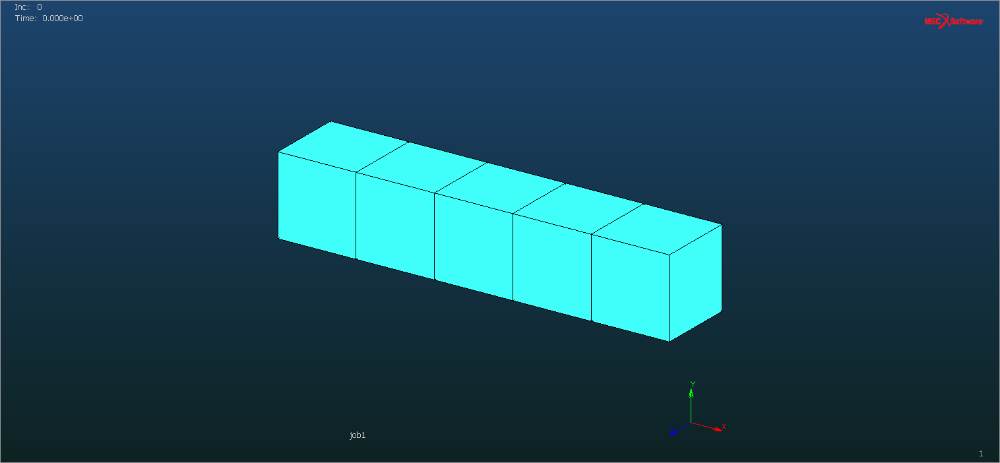 Inc: 0
Time: 0.000e+00
MSC Software
Y
X
Z
job1
1